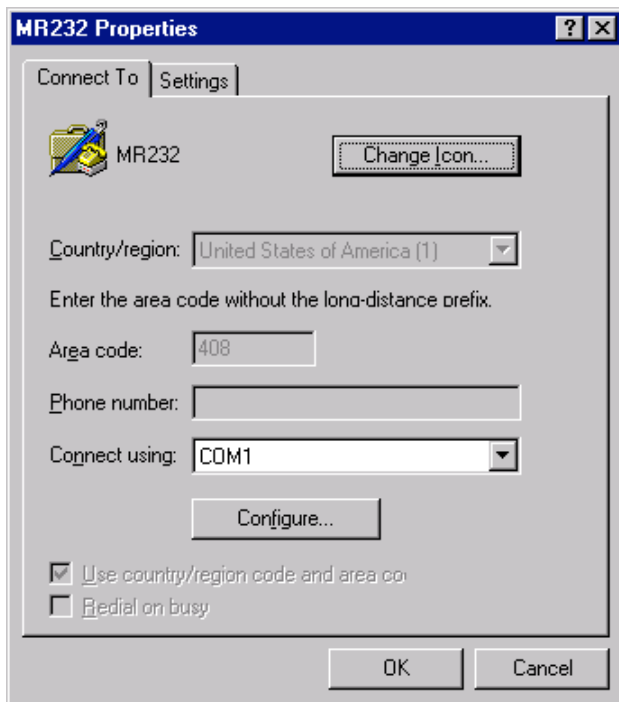 MR232 Properties
Connect To Settings
MR232 Change Icon...
Country/region: United States of America (1)
Enter the area code without the long-distance prefix.
Area code: 408
Phone number:
Connect using: COM1
Configure...
Use country/region code and area co
Redial on busy
OK Cancel